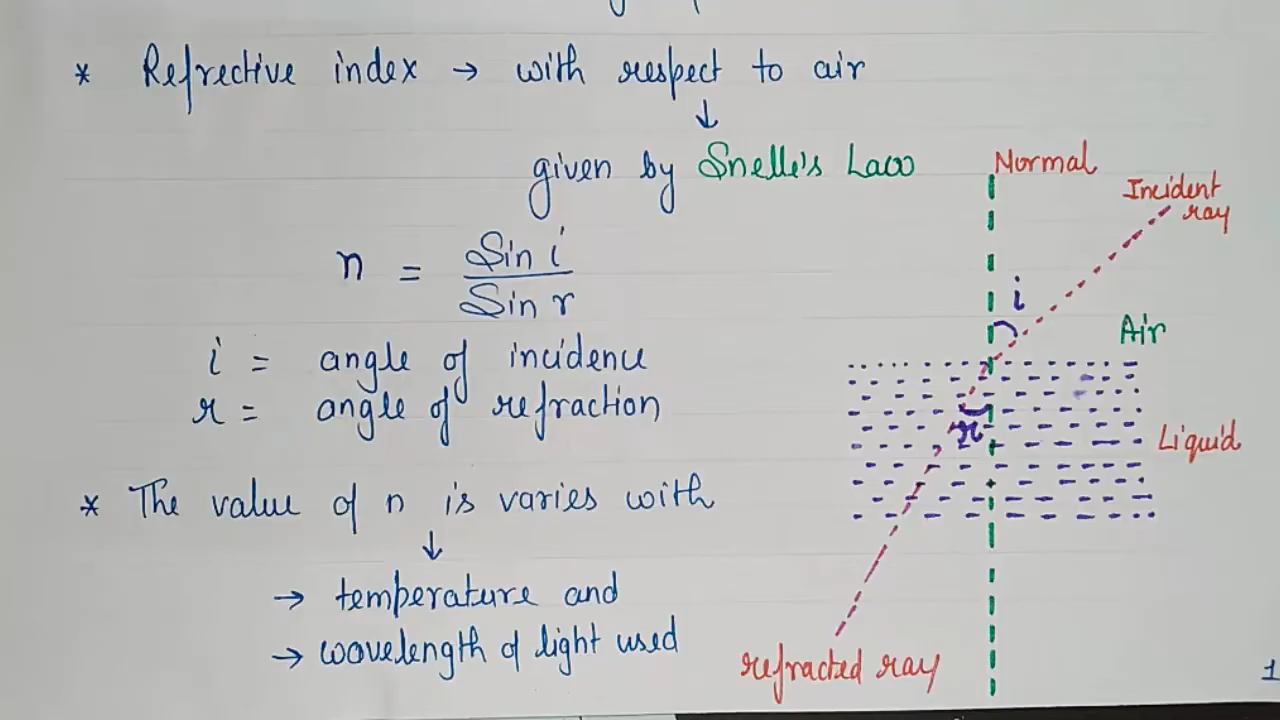 * Refrective index → with respect to air
↓
given by Snelle's Law
n = Sin i / Sin r
i = angle of incidence
r = angle of refraction
* The value of n is varies with
↓
→ temperature and
→ wavelength of light used
Normal
Incident
ray
i
Air
r
Liquid
refracted ray
1